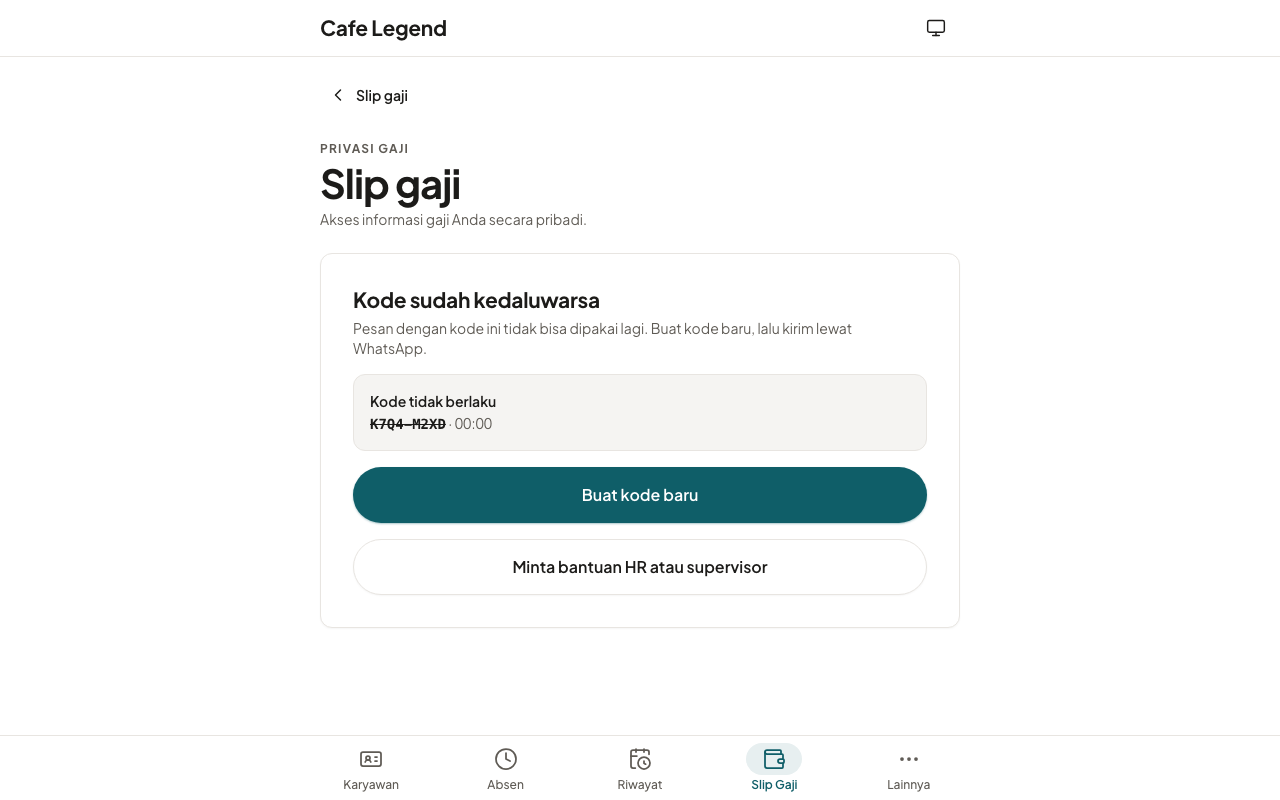 Cafe Legend
Slip gaji
PRIVASI GAJI
Slip gaji
Akses informasi gaji Anda secara pribadi.
Kode sudah kedaluwarsa
Pesan dengan kode ini tidak bisa dipakai lagi. Buat kode baru, lalu kirim lewat
WhatsApp.
Kode tidak berlaku
K7Q4-M2XD · 00:00
Buat kode baru
Minta bantuan HR atau supervisor
Karyawan
Absen
Riwayat
Slip Gaji
Lainnya